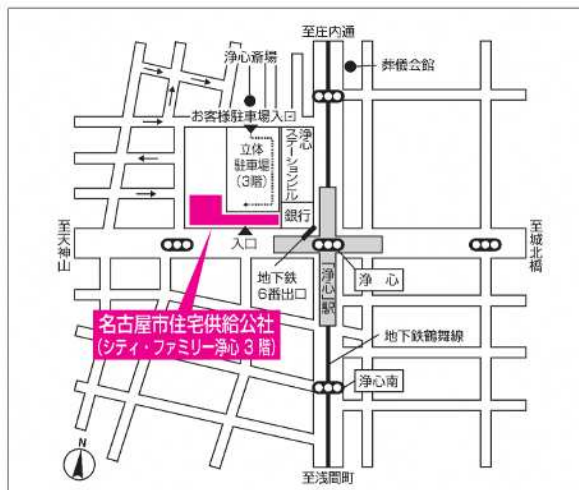 至庄内通
浄心斎場
葬儀会館
お客様駐車場入口
立体
駐車場
(3階)
浄心
ステーションビル
銀行
至天神山
至城北橋
入口
地下鉄
6番出口
「浄心」駅
浄 心
名古屋市住宅供給公社
(シティ・ファミリー浄心 3 階)
地下鉄鶴舞線
浄心南
N
至浅間町